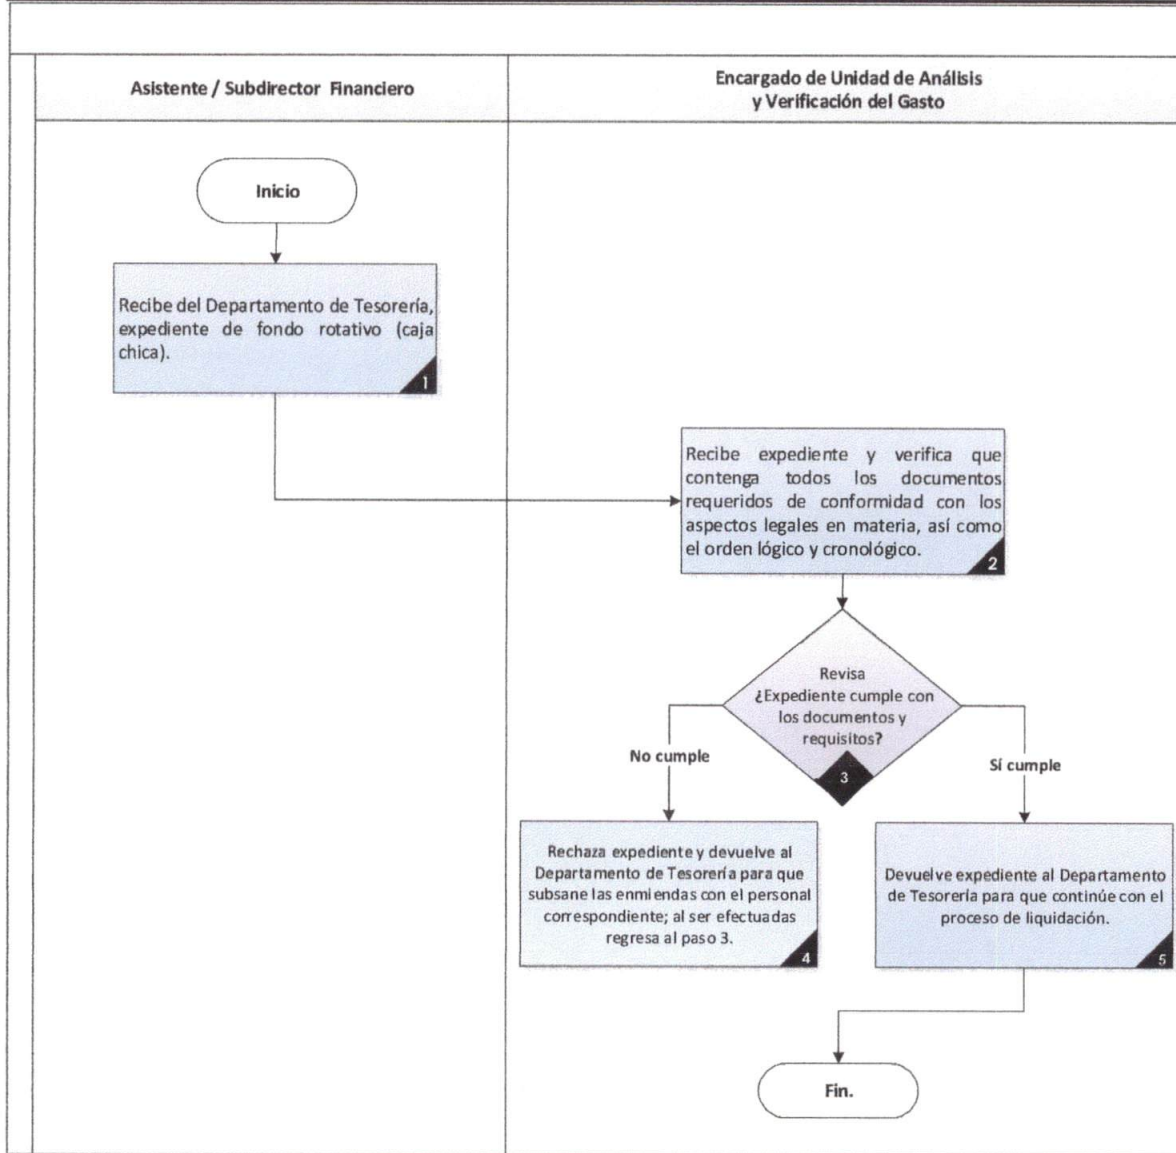 Asistente / Subdirector Financiero
Encargado de Unidad de Análisis
y Verificación del Gasto
Inicio
Recibe del Departamento de Tesorería,
expediente de fondo rotativo (caja
chica).
1
Recibe expediente y verifica que
contenga todos los documentos
requeridos de conformidad con los
aspectos legales en materia, así como
el orden lógico y cronológico.
2
Revisa
¿Expediente cumple con
los documentos y
requisitos?
3
No cumple
Sí cumple
Rechaza expediente y devuelve al
Departamento de Tesorería para que
subsane las enmiendas con el personal
correspondiente; al ser efectuadas
regresa al paso 3.
4
Devuelve expediente al Departamento
de Tesorería para que continúe con el
proceso de liquidación.
5
Fin.